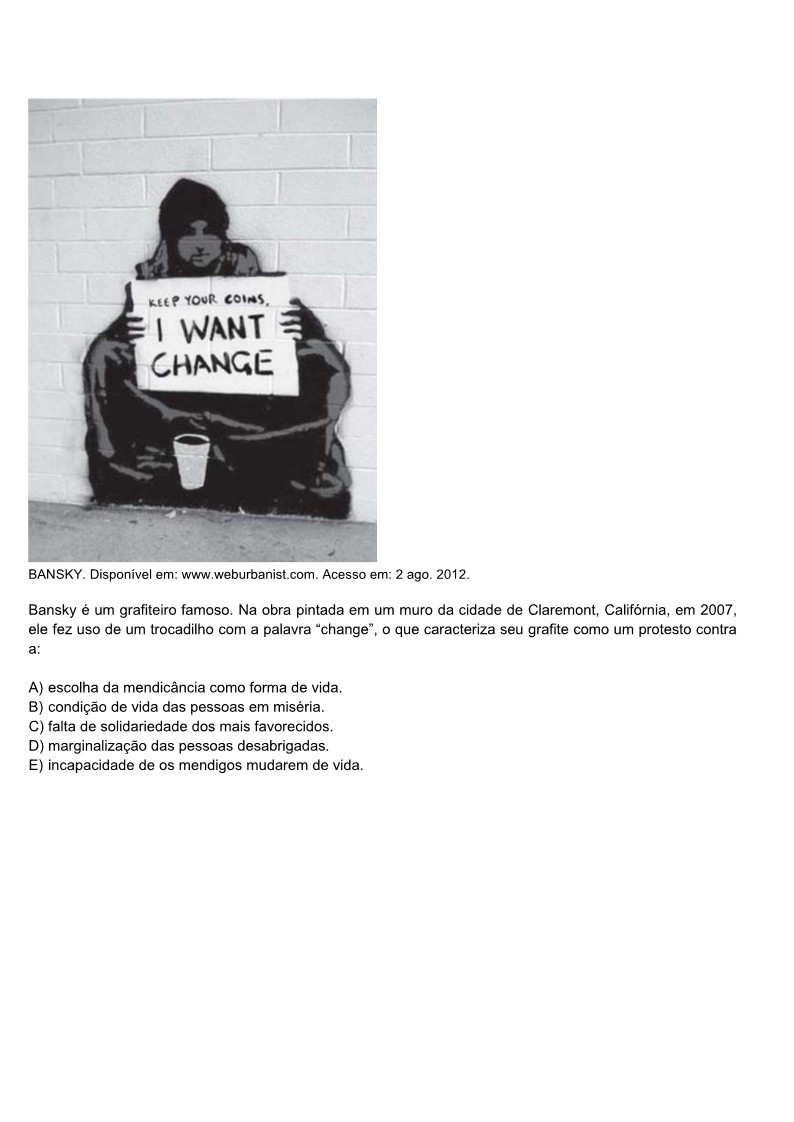 KEEP YOUR COINS,
I WANT
CHANGE
BANSKY. Disponível em: www.weburbanist.com. Acesso em: 2 ago. 2012.
Bansky é um grafiteiro famoso. Na obra pintada em um muro da cidade de Claremont, Califórnia, em 2007,
ele fez uso de um trocadilho com a palavra “change”, o que caracteriza seu grafite como um protesto contra
a:
A) escolha da mendicância como forma de vida.
B) condição de vida das pessoas em miséria.
C) falta de solidariedade dos mais favorecidos.
D) marginalização das pessoas desabrigadas.
E) incapacidade de os mendigos mudarem de vida.